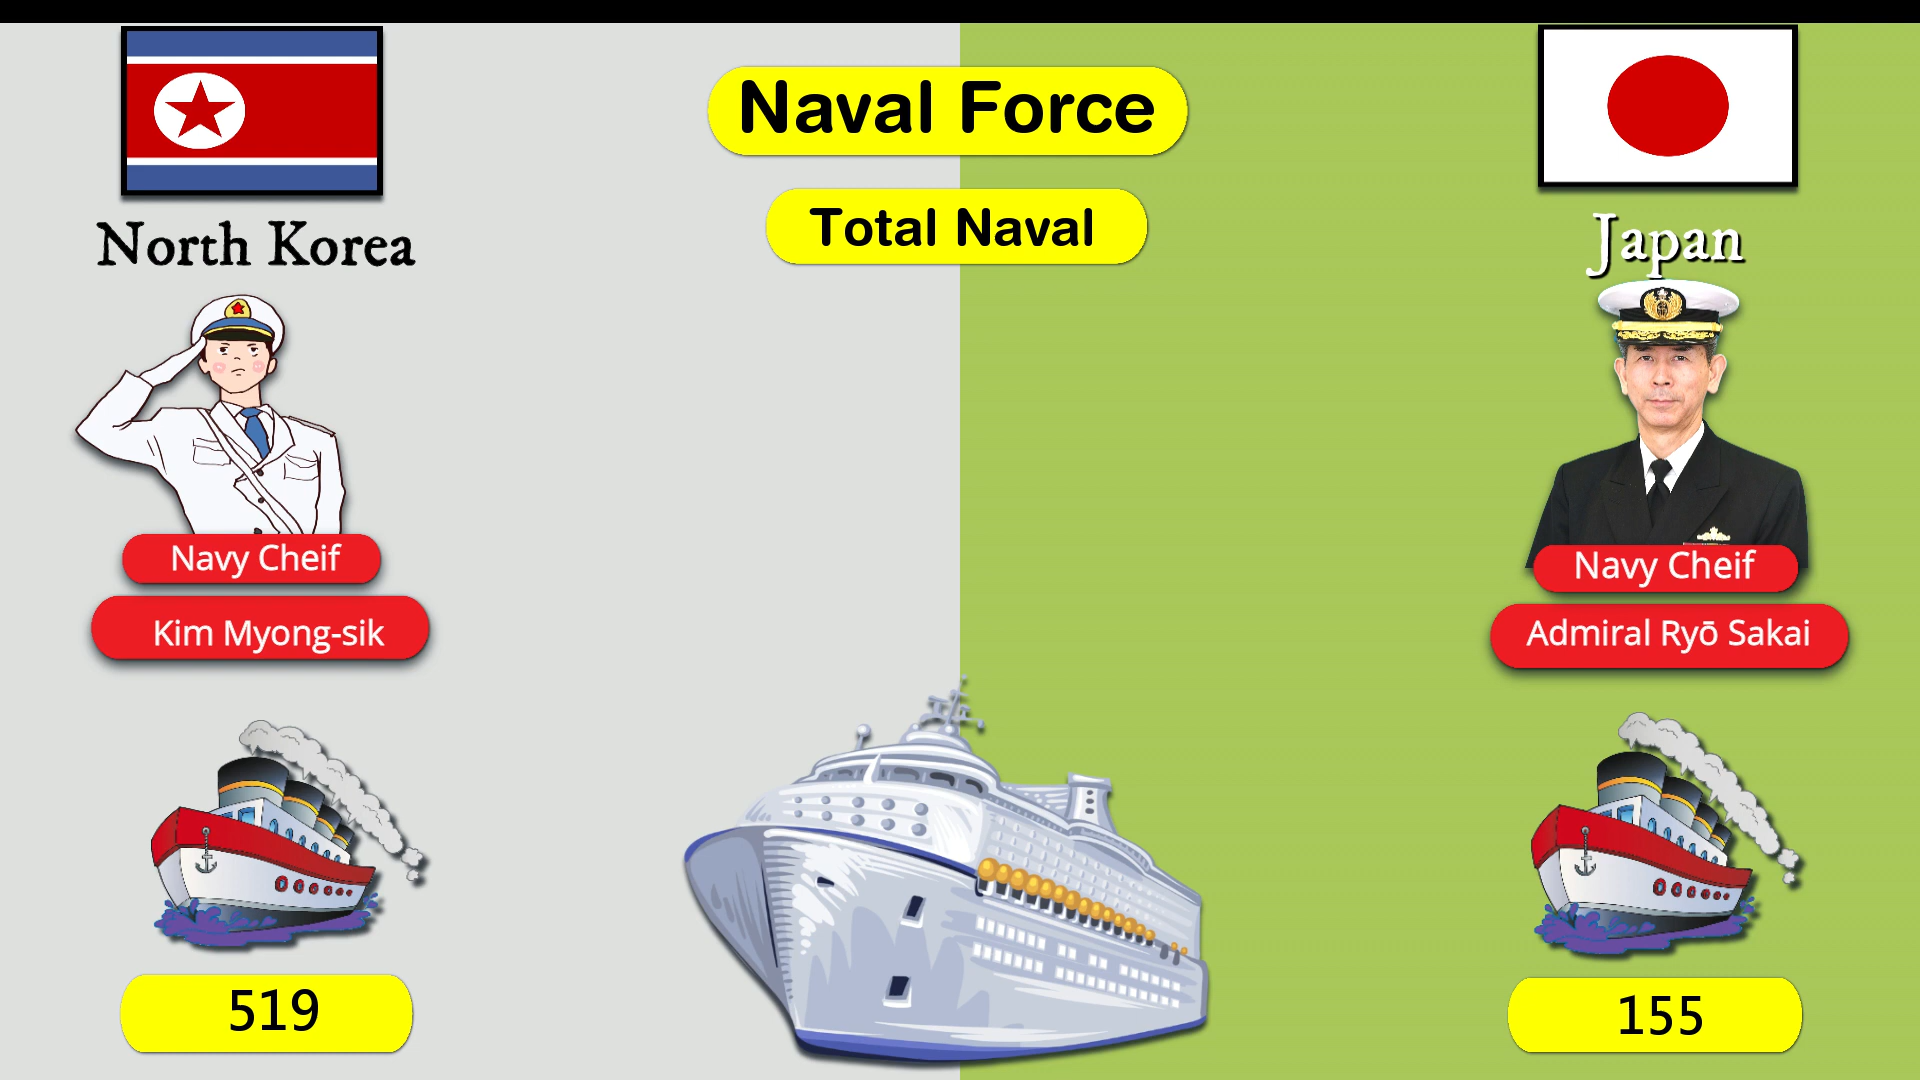 Naval Force
Total Naval
North Korea
Japan
Navy Cheif
Navy Cheif
Kim Myong-sik
Admiral Ryō Sakai
519
155